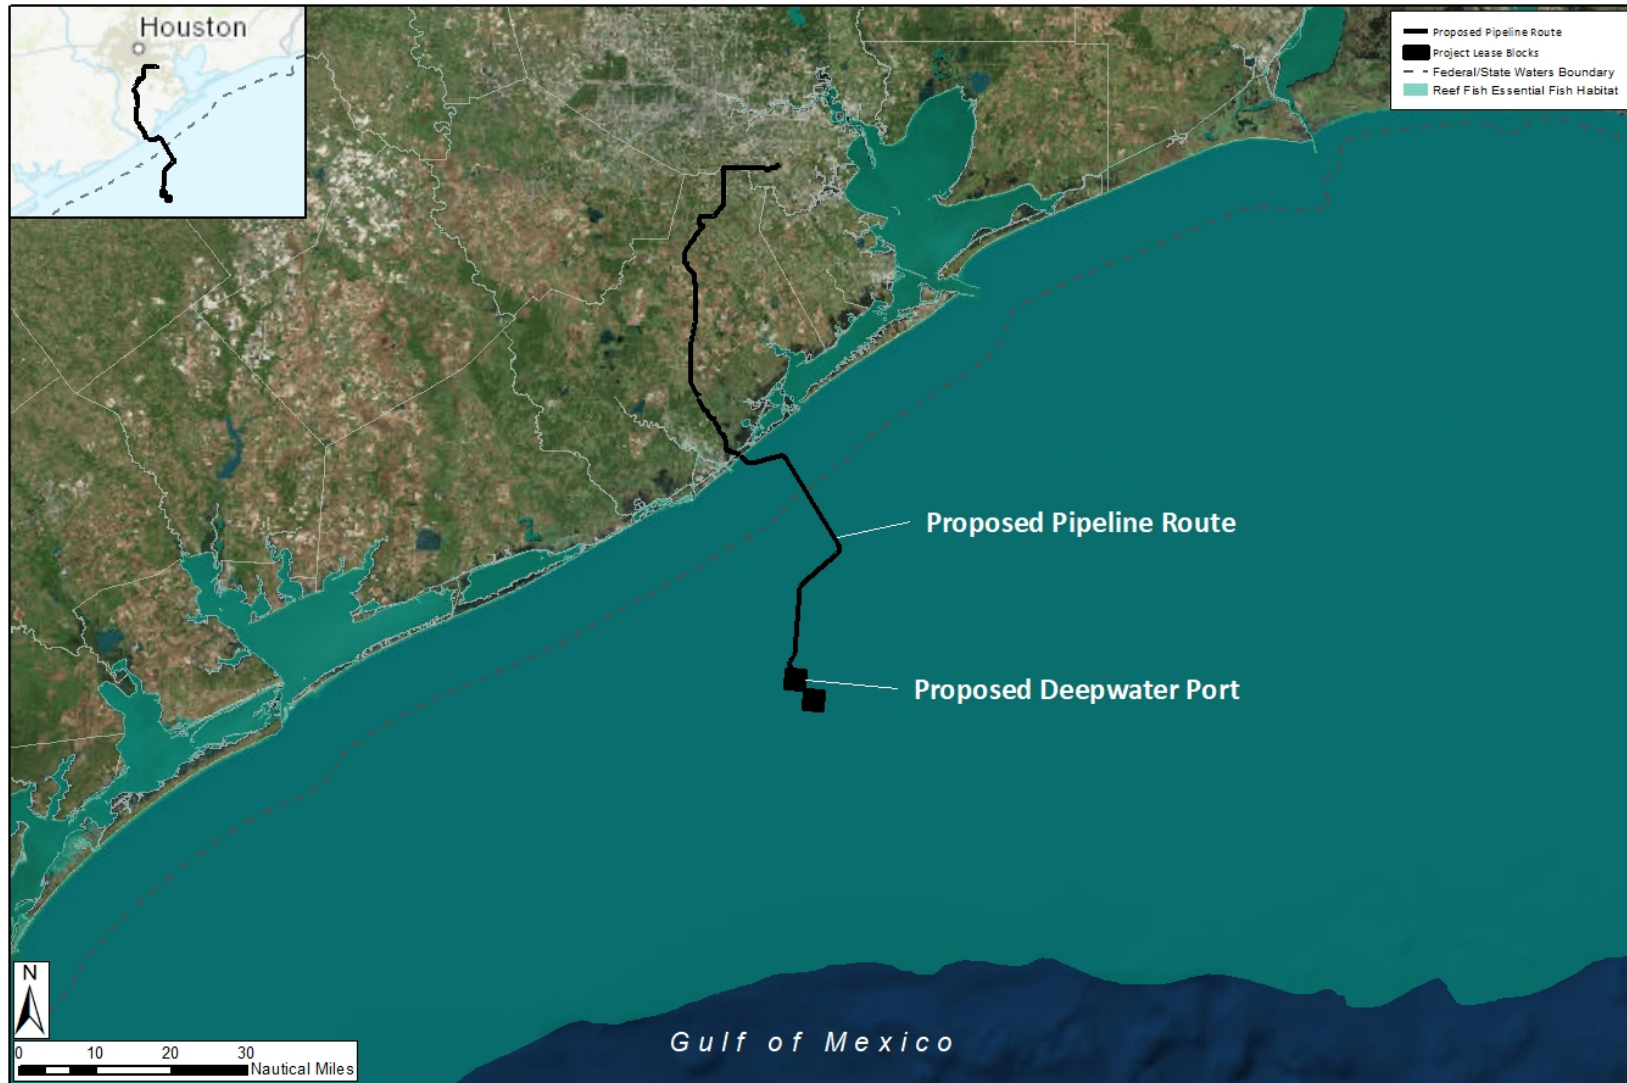 Houston
Proposed Pipeline Route
Project Lease Blocks
Federal/State Waters Boundary
Reef Fish Essential Fish Habitat
Proposed Pipeline Route
Proposed Deepwater Port
Gulf of Mexico
N
0 10 20 30
Nautical Miles